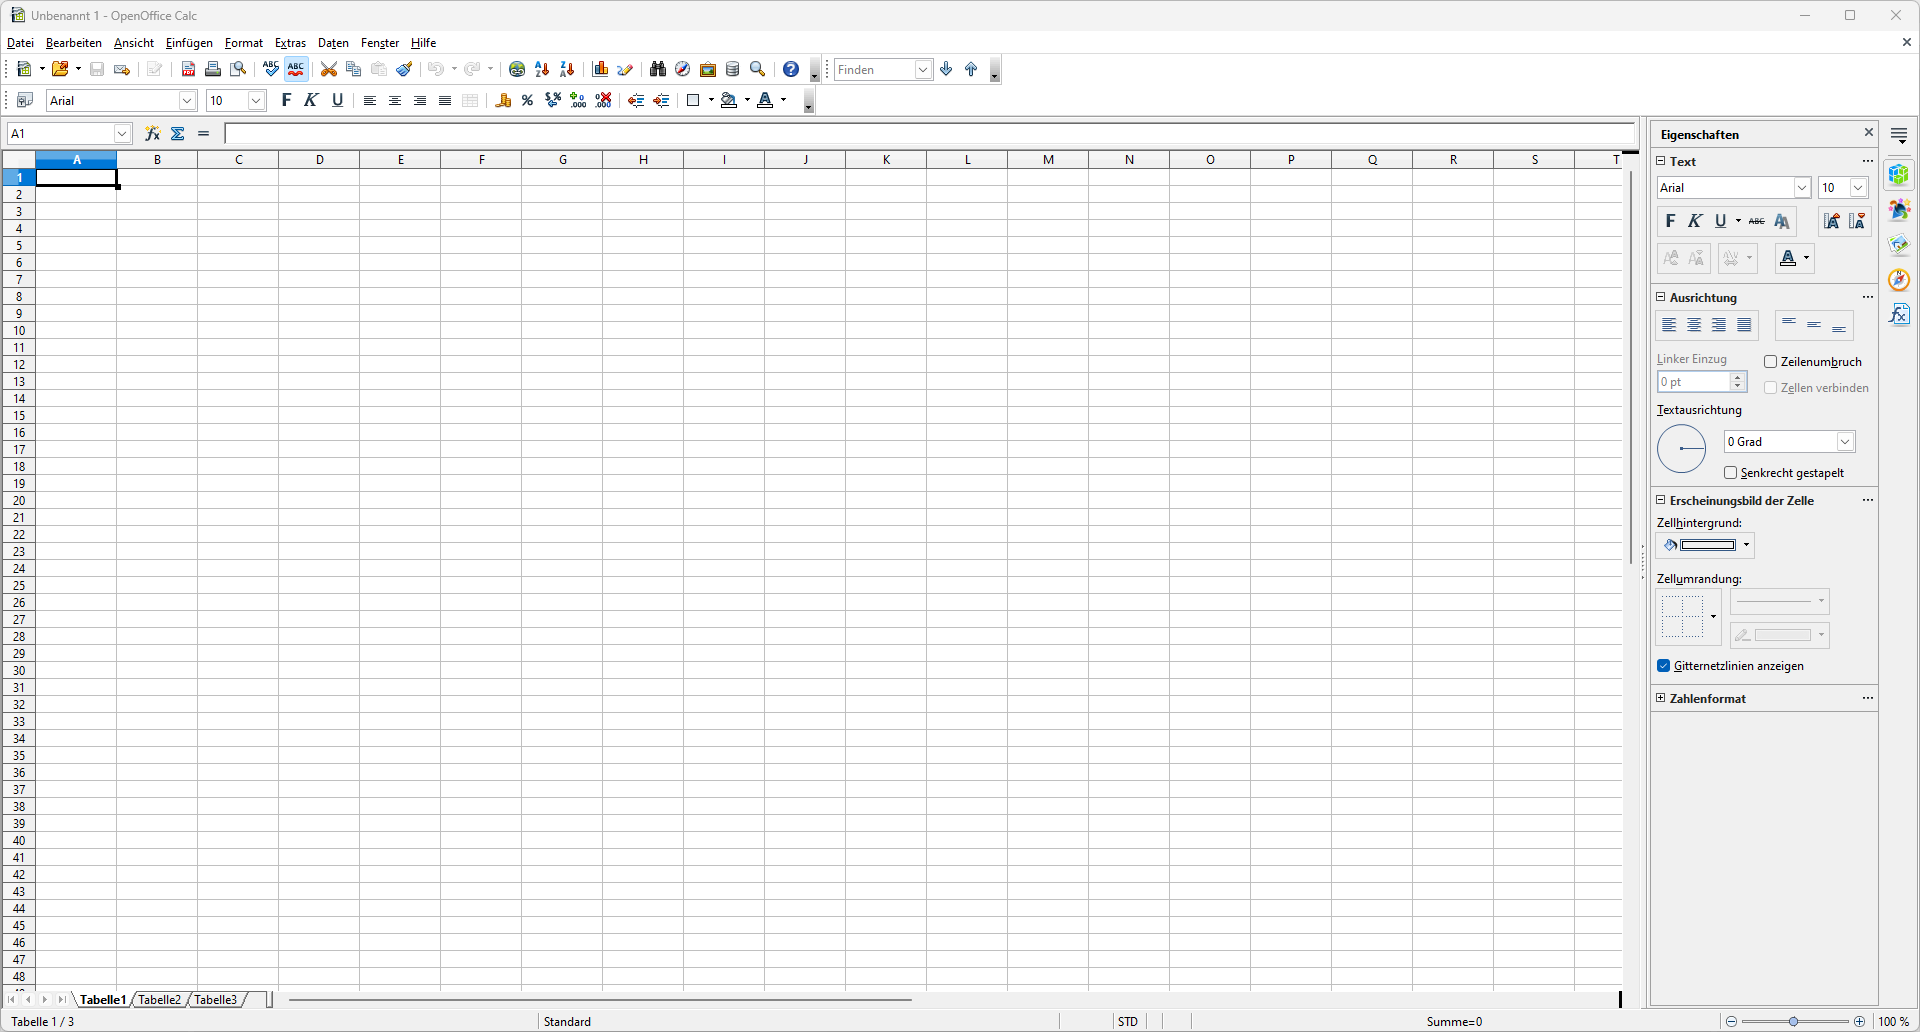 Unbenannt 1 - OpenOffice Calc
Datei Bearbeiten Ansicht Einfügen Format Extras Daten Fenster Hilfe
Finden
Arial 10 F K U
A1
A B C D E F G H I J K L M N O P Q R S T
1
2
3
4
5
6
7
8
9
10
11
12
13
14
15
16
17
18
19
20
21
22
23
24
25
26
27
28
29
30
31
32
33
34
35
36
37
38
39
40
41
42
43
44
45
46
47
48
Eigenschaften
Text
Arial 10
F K U ABC
Ausrichtung
Linker Einzug
Zeilenumbruch
0 pt
Zellen verbinden
Textausrichtung
0 Grad
Senkrecht gestapelt
Erscheinungsbild der Zelle
Zellhintergrund:
Zellumrandung:
Gitternetzlinien anzeigen
Zahlenformat
Tabelle1 Tabelle2 Tabelle3
Tabelle 1 / 3 Standard STD Summe=0 100 %